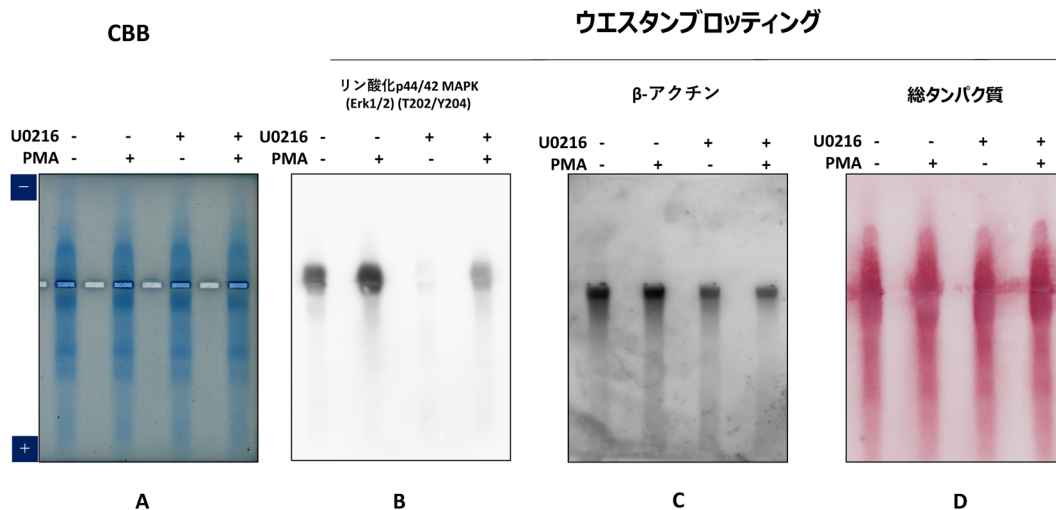 CBB
ウエスタンブロッティング
リン酸化p44/42 MAPK
(Erk1/2) (T202/Y204)
β-アクチン
総タンパク質
U0216 - - + +
PMA - + - +
U0216 - - + +
PMA - + - +
U0216 - - + +
PMA - + - +
U0216 - - + +
PMA - + - +
−
+
A
B
C
D